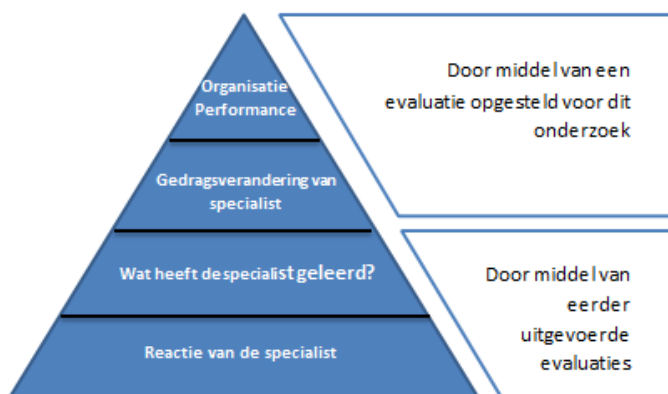 Organisatie
Performance
Gedragsverandering van
specialist
Wat heeft de specialist geleerd?
Reactie van de specialist
Door middel van een
evaluatie opgesteld voor dit
onderzoek
Door middel van
eerder
uitgevoerde
evaluaties